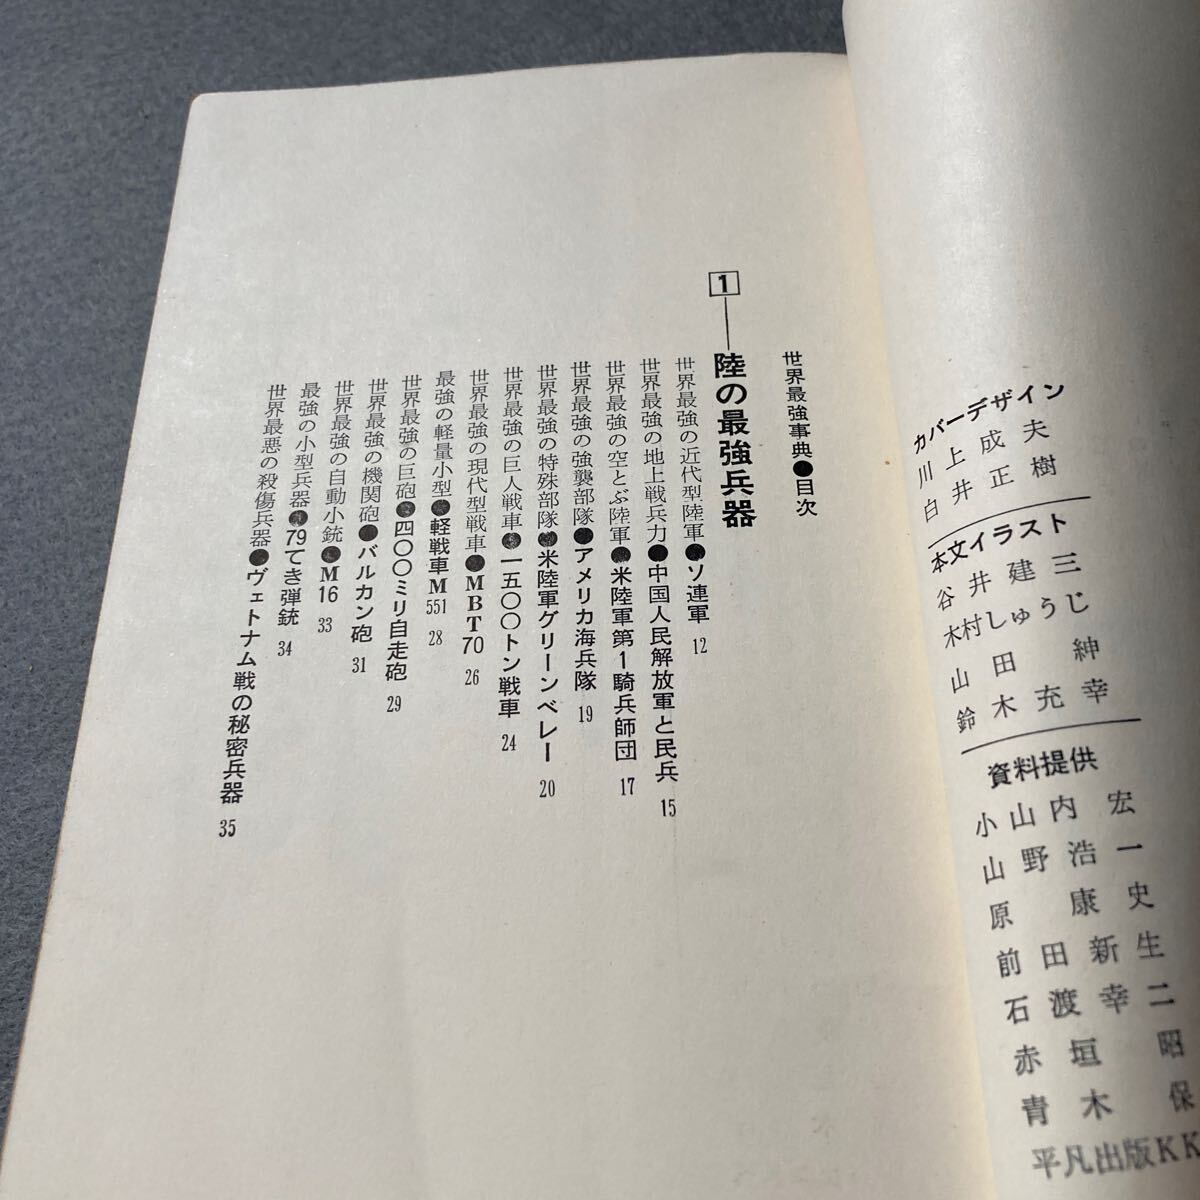 カバーデザイン
川上成夫
白井正樹
本文イラスト
谷井建三
木村しゅうじ
山田紳
鈴木充幸
資料提供
小山内宏
山野浩一
原康史
前田新生
石渡幸二
赤垣昭
青木保
平凡出版KK
世界最強事典●目次
1―陸の最強兵器
世界最強の近代型陸軍●ソ連軍 12
世界最強の地上戦兵力●中国人民解放軍と民兵 15
世界最強の空とぶ陸軍●米陸軍第1騎兵師団 17
世界最強の強襲部隊●アメリカ海兵隊 19
世界最強の特殊部隊●米陸軍グリーンベレー 20
世界最強の巨人戦車●一五〇〇トン戦車 24
世界最強の現代型戦車●MBT70 26
最強の軽量小型●軽戦車M551 28
世界最強の巨砲●四〇〇ミリ自走砲 29
世界最強の機関砲●バルカン砲 31
世界最強の自動小銃●M16 33
最強の小型兵器●79てき弾銃 34
世界最悪の殺傷兵器●ヴェトナム戦の秘密兵器 35